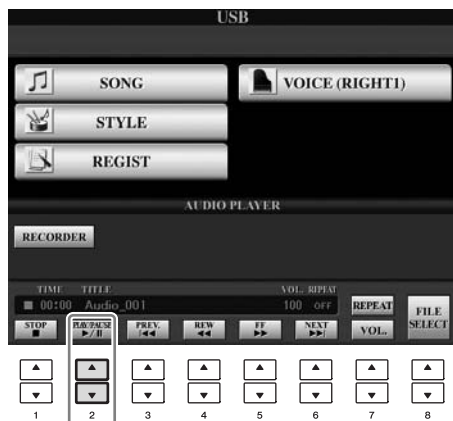 USB
SONG
VOICE (RIGHT1)
STYLE
REGIST
AUDIO PLAYER
RECORDER
TIME TITLE VOL. REPEAT
00:00 Audio_001 100 OFF
REPEAT
FILE SELECT
STOP PLAY/PAUSE PREV. REW FF NEXT VOL.
1 2 3 4 5 6 7 8